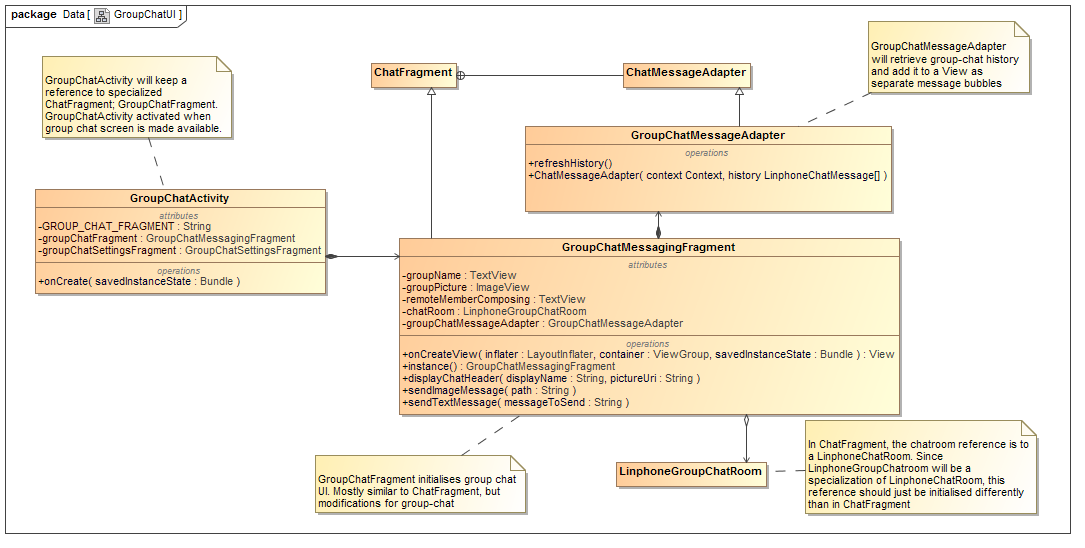 package Data [ GroupChatUI ]
GroupChatActivity will keep a
reference to specialized
ChatFragment; GroupChatFragment.
GroupChatActivity activated when
group chat screen is made available.
ChatFragment
ChatMessageAdapter
GroupChatMessageAdapter
will retrieve group-chat history
and add it to a View as
separate message bubbles
GroupChatMessageAdapter
operations
+refreshHistory()
+ChatMessageAdapter( context Context, history LinphoneChatMessage[] )
GroupChatActivity
attributes
-GROUP_CHAT_FRAGMENT : String
-groupChatFragment : GroupChatMessagingFragment
-groupChatSettingsFragment : GroupChatSettingsFragment
operations
+onCreate( savedInstanceState : Bundle )
GroupChatMessagingFragment
attributes
-groupName : TextView
-groupPicture : ImageView
-remoteMemberComposing : TextView
-chatRoom : LinphoneGroupChatRoom
-groupChatMessageAdapter : GroupChatMessageAdapter
operations
+onCreateView( inflater : LayoutInflater, container : ViewGroup, savedInstanceState : Bundle ) : View
+instance() : GroupChatMessagingFragment
+displayChatHeader( displayName : String, pictureUri : String )
+sendImageMessage( path : String )
+sendTextMessage( messageToSend : String )
GroupChatFragment initialises group chat
UI. Mostly similar to ChatFragment, but
modifications for group-chat
LinphoneGroupChatRoom
In ChatFragment, the chatroom reference is to
a LinphoneChatRoom. Since
LinphoneGroupChatroom will be a
specialization of LinphoneChatRoom, this
reference should just be initialised differently
than in ChatFragment